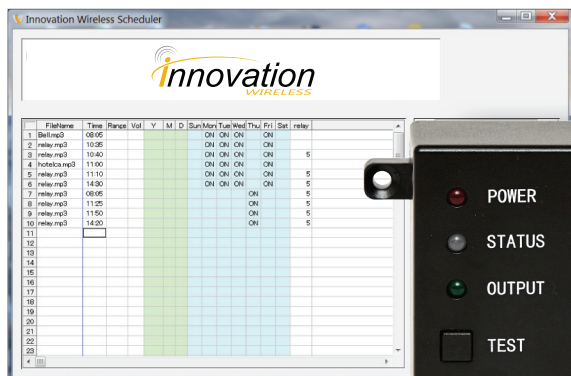 Innovation Wireless Scheduler
innovation
WIRELESS
FileName Time Range Vol Y M D Sun Mon Tue Wed Thu Fri Sat relay
1 Bell.mp3 08:05 ON ON ON ON
2 relay.mp3 10:35 ON ON ON ON
3 relay.mp3 10:40 ON ON ON ON 5
4 hotelca.mp3 11:00 ON ON ON ON
5 relay.mp3 11:10 ON ON ON ON 5
6 relay.mp3 14:30 ON ON ON ON 5
7 relay.mp3 08:05 ON 5
8 relay.mp3 11:25 ON 5
9 relay.mp3 11:50 ON 5
10 relay.mp3 14:20 ON 5
11
12
13
14
15
16
17
18
19
20
21
22
23
POWER
STATUS
OUTPUT
TEST